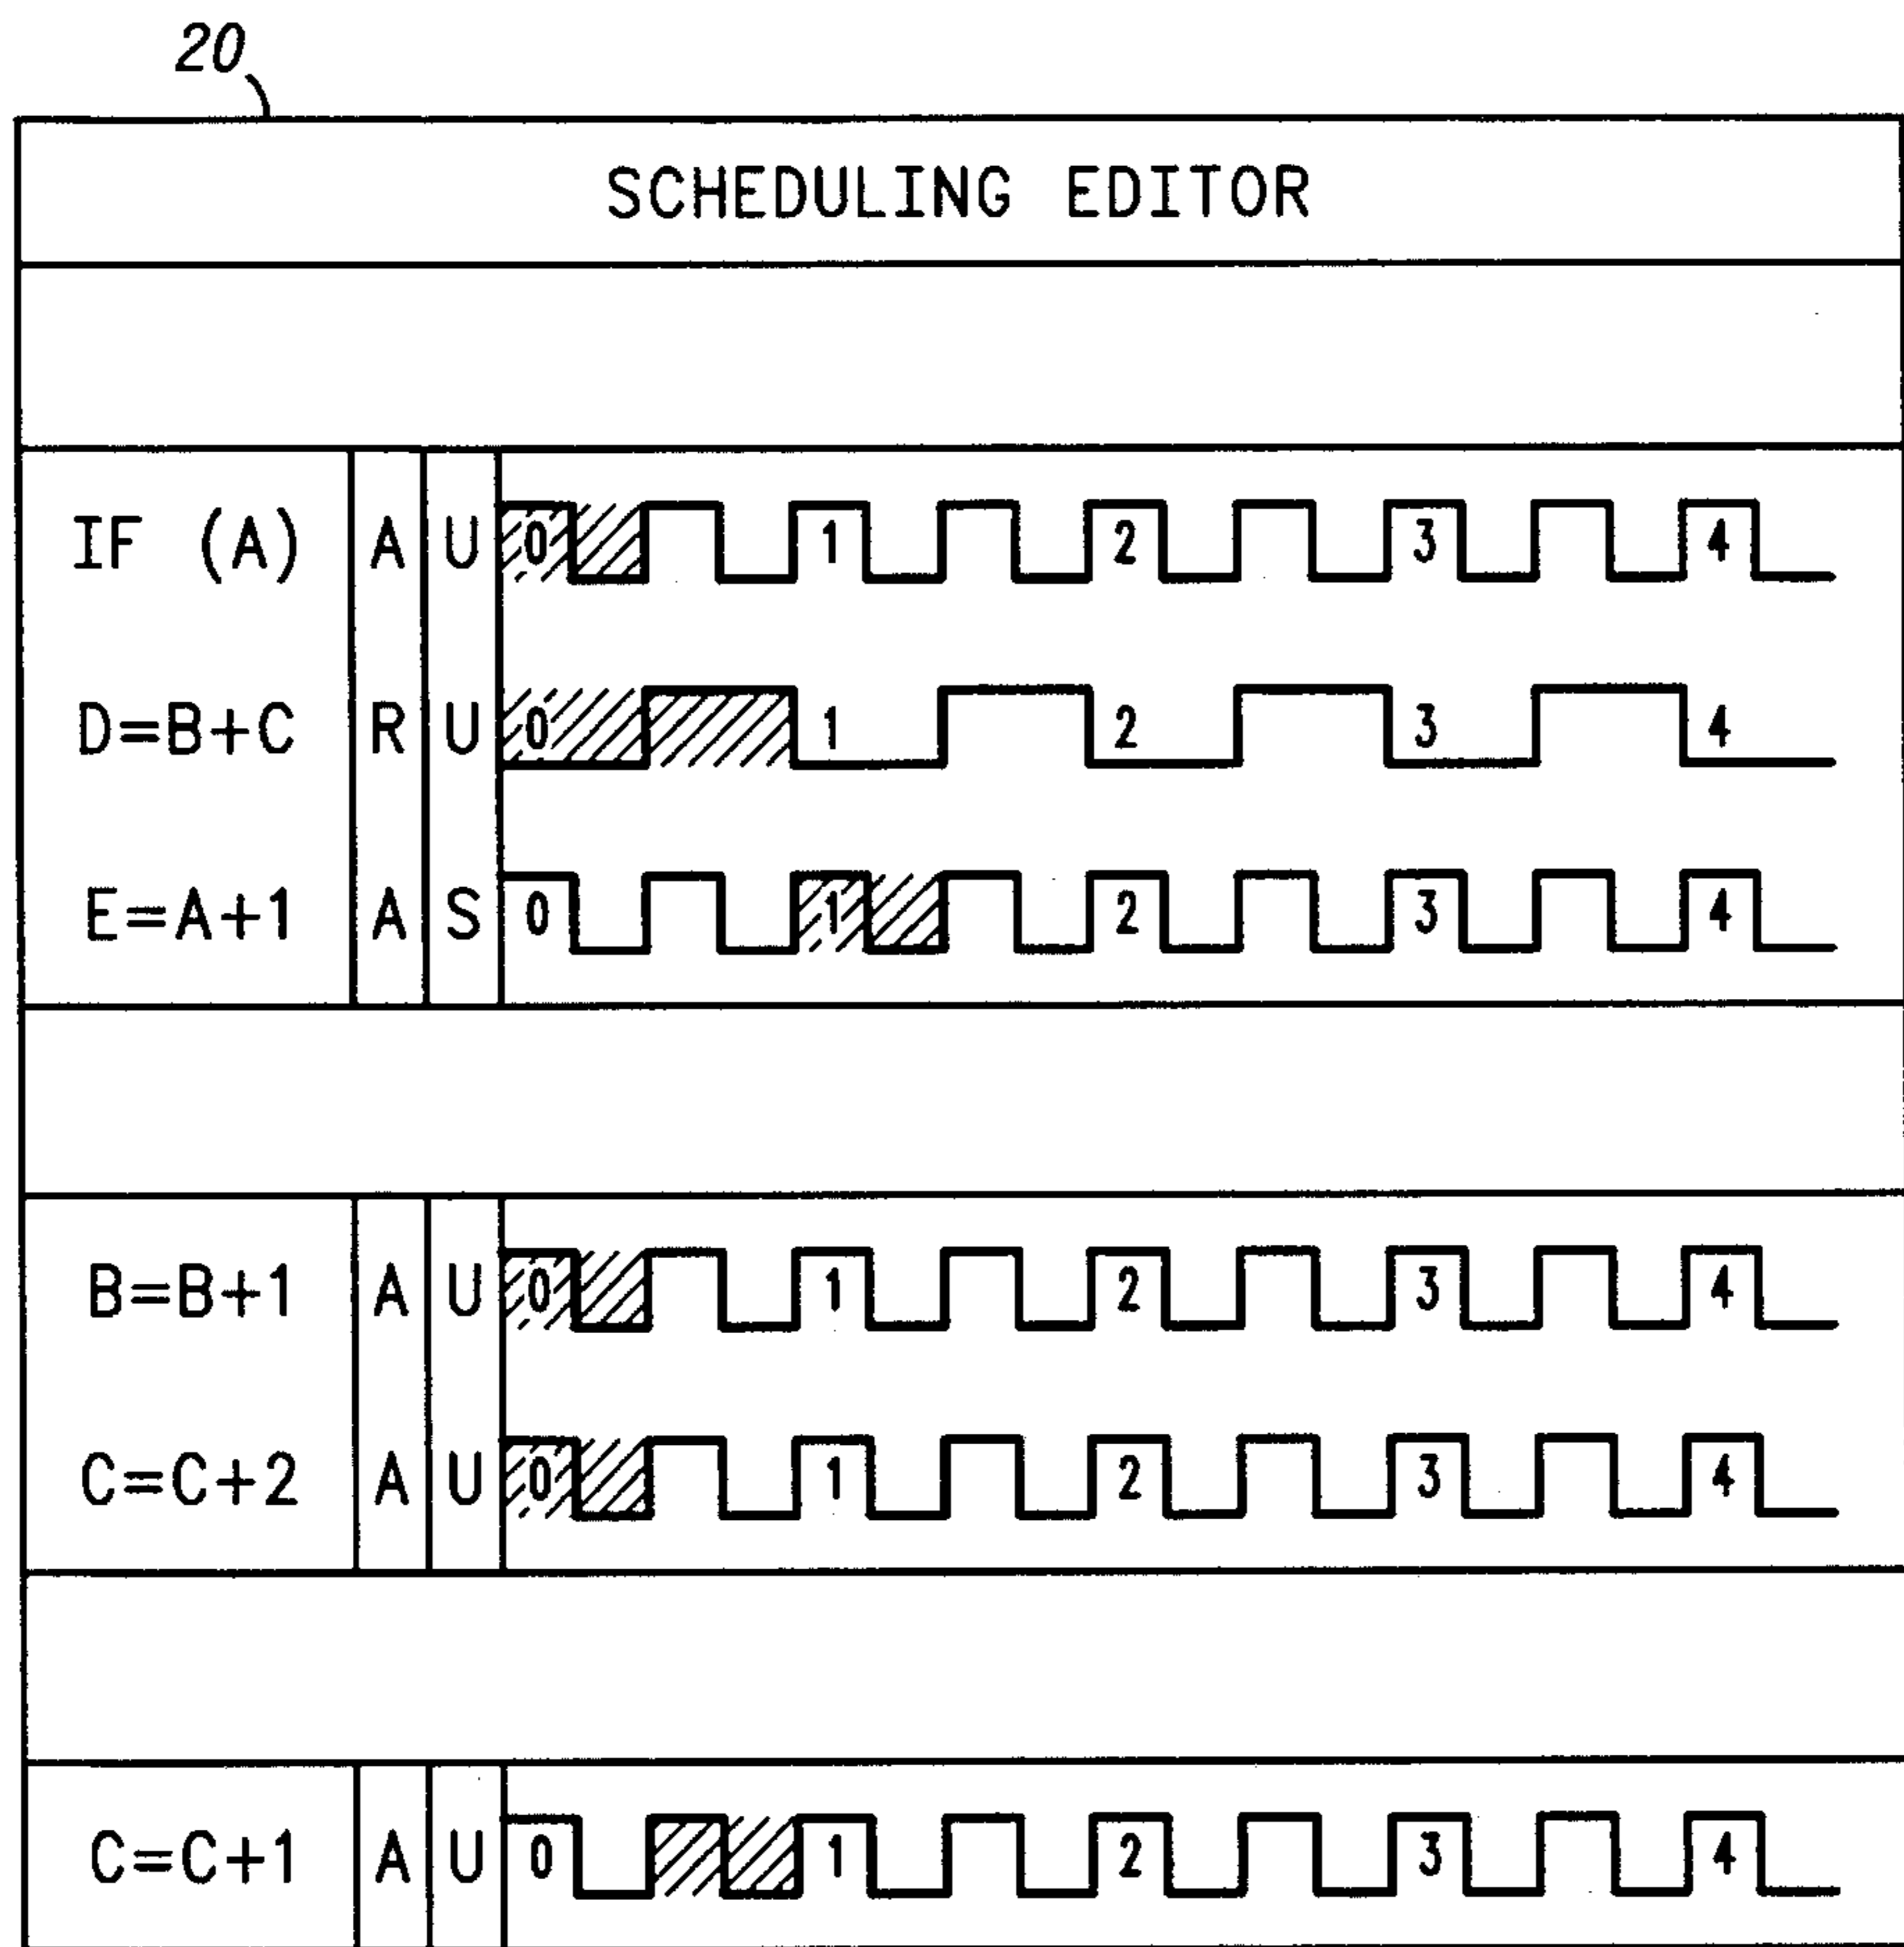 20
SCHEDULING EDITOR
IF (A) A U 0 1 2 3 4
D=B+C R U 0 1 2 3 4
E=A+1 A S 0 1 2 3 4
B=B+1 A U 0 1 2 3 4
C=C+2 A U 0 1 2 3 4
C=C+1 A U 0 1 2 3 4